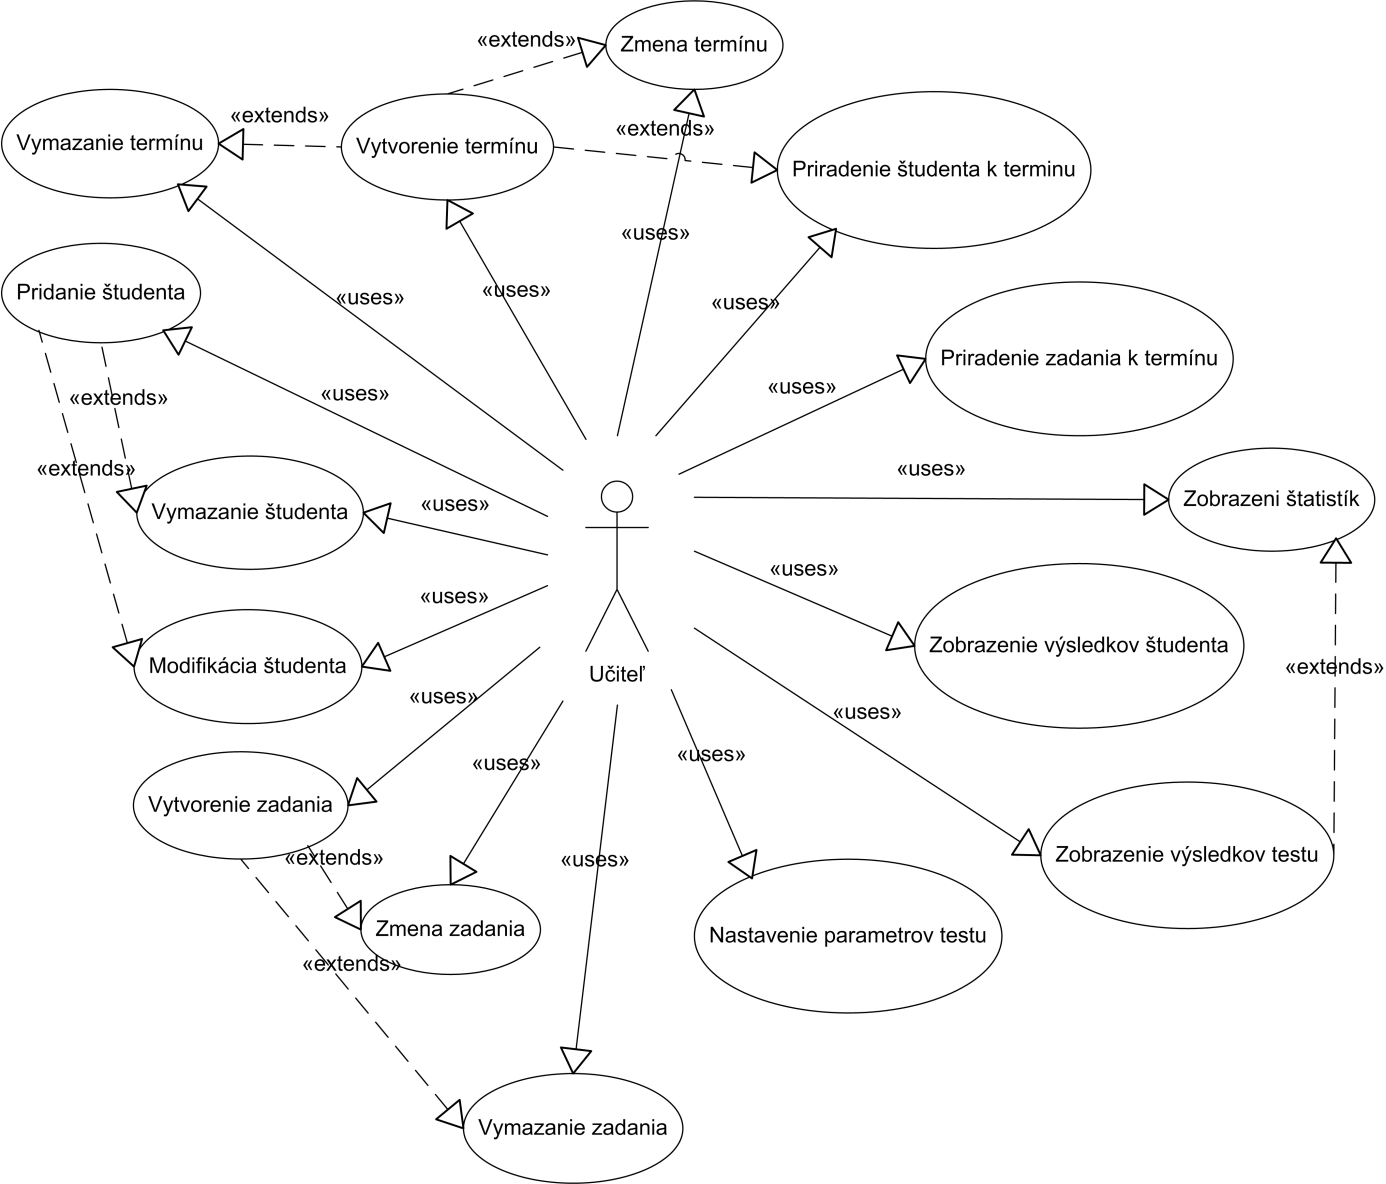 «extends»
Zmena termínu
«extends»
«extends»
Vymazanie termínu
Vytvorenie termínu
Priradenie študenta k terminu
«uses»
Pridanie študenta
«uses»
«uses»
«uses»
Priradenie zadania k termínu
«uses»
«uses»
«extends»
«extends»
«uses»
Zobrazeni štatistík
«uses»
Vymazanie študenta
«uses»
«uses»
Zobrazenie výsledkov študenta
Modifikácia študenta
«extends»
Učiteľ
«uses»
«uses»
«uses»
«uses»
Vytvorenie zadania
«extends»
«uses»
Zobrazenie výsledkov testu
Zmena zadania
Nastavenie parametrov testu
«extends»
Vymazanie zadania